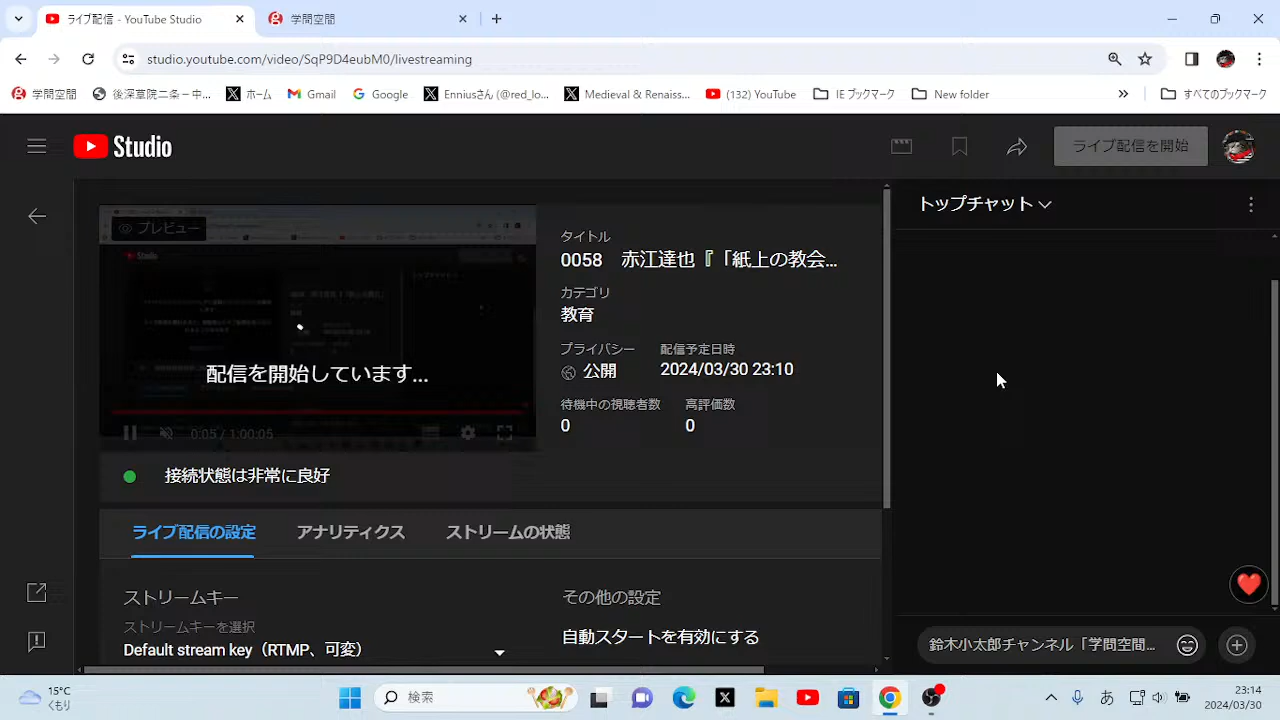 ライブ配信 - YouTube Studio
学問空間
studio.youtube.com/video/SqP9D4eubM0/livestreaming
学問空間
後深草院二条－中...
ホーム
Gmail
Google
Enniusさん (@red_lo...
Medieval & Renaiss...
(132) YouTube
IE ブックマーク
New folder
»
すべてのブックマーク
Studio
ライブ配信を開始
プレビュー
配信を開始しています...
0:05 / 1:00:05
接続状態は非常に良好
タイトル
0058 赤江達也『「紙上の教会...
カテゴリ
教育
プライバシー
公開
配信予定日時
2024/03/30 23:10
待機中の視聴者数
0
高評価数
0
ライブ配信の設定
アナリティクス
ストリームの状態
ストリームキー
ストリームキーを選択
Default stream key（RTMP、可変）
その他の設定
自動スタートを有効にする
トップチャット
鈴木小太郎チャンネル「学問空間...
15°C
くもり
検索
あ
23:14
2024/03/30